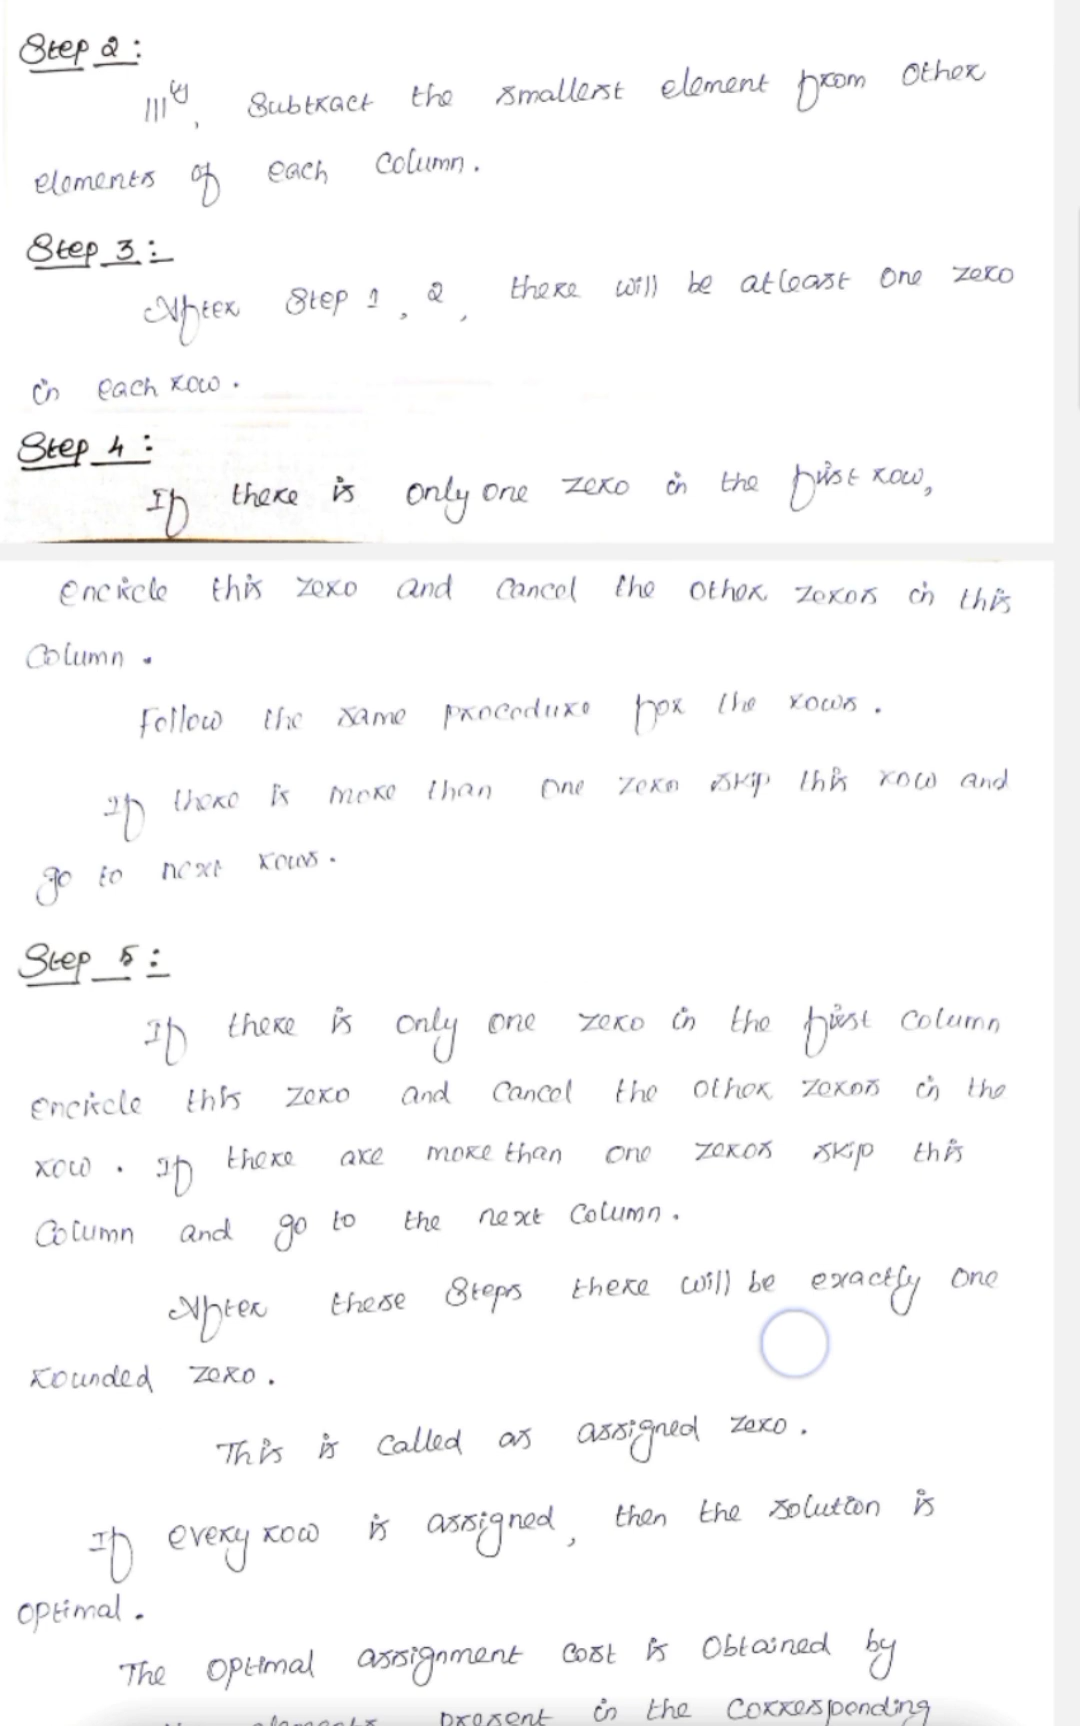 Step 2 :
|||ly, Subtract the smallest element from other
elements of each column.
Step 3 :
After Step 1, 2, there will be atleast one zero
in each row.
Step 4 :
If there is only one zero in the first row,
encircle this zero and cancel the other zeros in this
column.
Follow the same procedure for the rows.
If there is more than one zero skip this row and
go to next rows.
Step 5 :
If there is only one zero in the first column
encircle this zero and cancel the other zeros in the
row. If there are more than one zeros skip this
column and go to the next column.
After these steps there will be exactly one
rounded zero.
This is called as assigned zero.
If every row is assigned, then the solution is
optimal.
The optimal assignment cost is obtained by
elements present in the corresponding